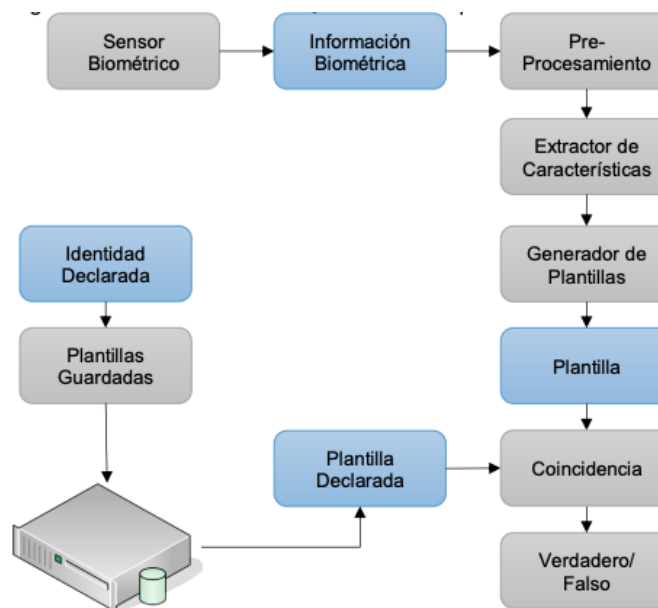 Sensor
Biométrico
Información
Biométrica
Pre-
Procesamiento
Extractor de
Características
Identidad
Declarada
Generador de
Plantillas
Plantillas
Guardadas
Plantilla
Plantilla
Declarada
Coincidencia
Verdadero/
Falso